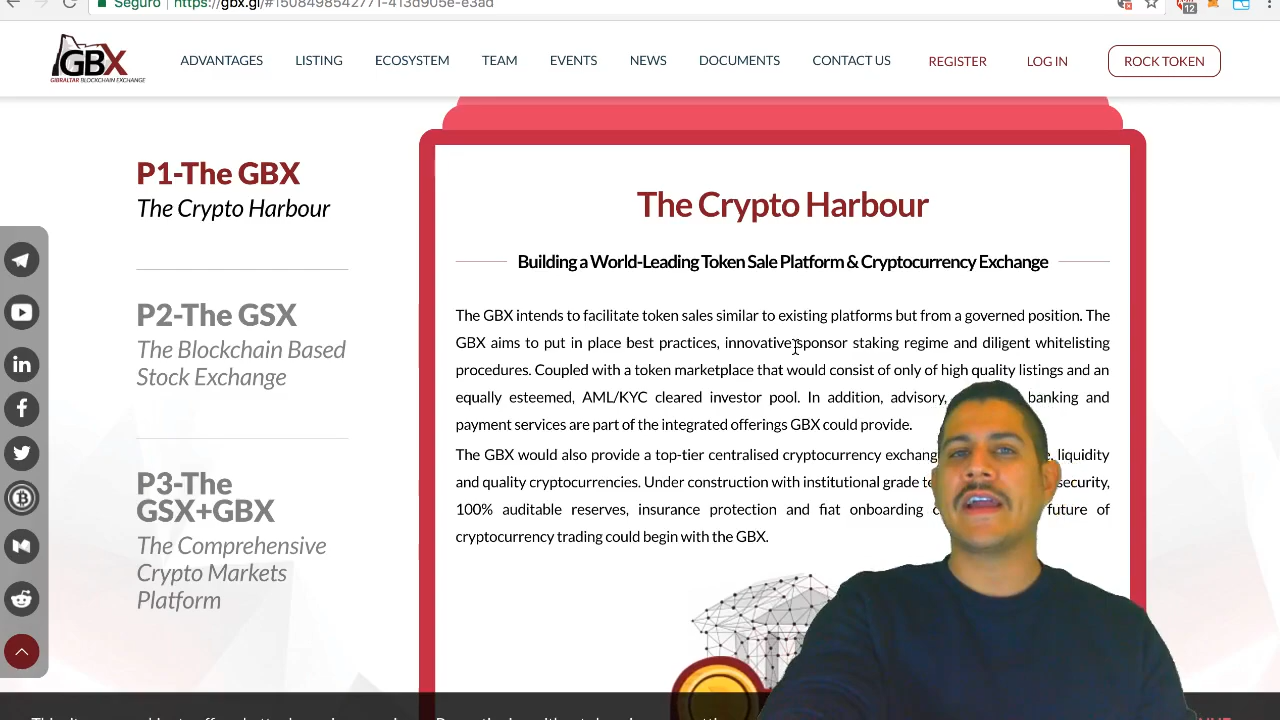 Seguro https://gbx.gi/#1508498542771-413d905e-e3ad
12
GBX
GIBRALTAR BLOCKCHAIN EXCHANGE
ADVANTAGES LISTING ECOSYSTEM TEAM EVENTS NEWS DOCUMENTS CONTACT US REGISTER LOG IN ROCK TOKEN
P1-The GBX
The Crypto Harbour
P2-The GSX
The Blockchain Based
Stock Exchange
P3-The
GSX+GBX
The Comprehensive
Crypto Markets
Platform
The Crypto Harbour
Building a World-Leading Token Sale Platform & Cryptocurrency Exchange
The GBX intends to facilitate token sales similar to existing platforms but from a governed position. The
GBX aims to put in place best practices, innovative sponsor staking regime and diligent whitelisting
procedures. Coupled with a token marketplace that would consist of only of high quality listings and an
equally esteemed, AML/KYC cleared investor pool. In addition, advisory, banking and
payment services are part of the integrated offerings GBX could provide.
The GBX would also provide a top-tier centralised cryptocurrency liquidity
and quality cryptocurrencies. Under construction with institutional grade security,
100% auditable reserves, insurance protection and fiat onboarding future of
cryptocurrency trading could begin with the GBX.